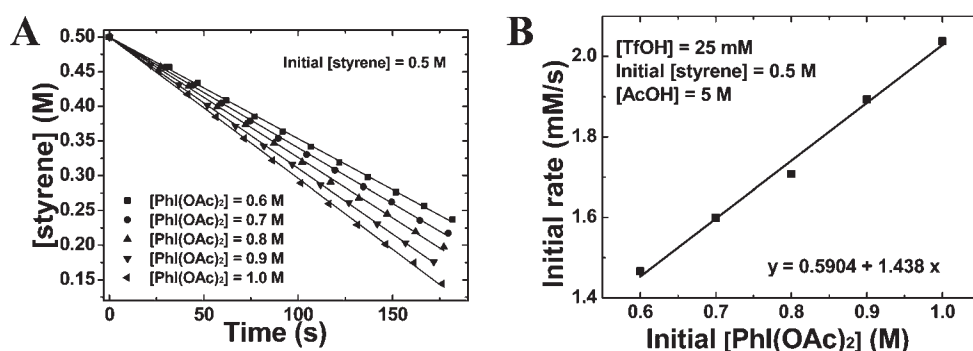 A
0.50
0.45
0.40
0.35
0.30
0.25
0.20
0.15
[styrene] (M)
Initial [styrene] = 0.5 M
[PhI(OAc)₂] = 0.6 M
[PhI(OAc)₂] = 0.7 M
[PhI(OAc)₂] = 0.8 M
[PhI(OAc)₂] = 0.9 M
[PhI(OAc)₂] = 1.0 M
0 50 100 150
Time (s)
B
2.0
1.8
1.6
1.4
Initial rate (mM/s)
[TfOH] = 25 mM
Initial [styrene] = 0.5 M
[AcOH] = 5 M
y = 0.5904 + 1.438 x
0.6 0.7 0.8 0.9 1.0
Initial [PhI(OAc)₂] (M)